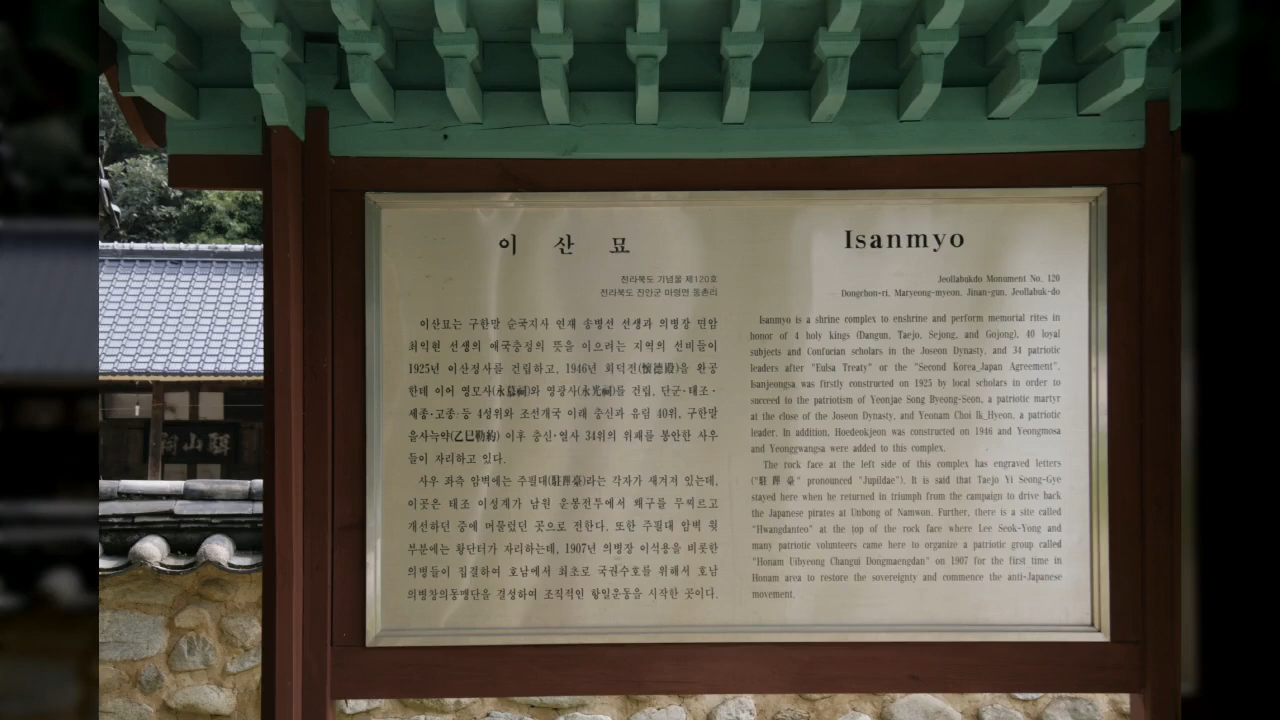 이 산 묘
전라북도 기념물 제120호
전라북도 진안군 마령면 동촌리
이산묘는 구한말 순국지사 연재 송병선 선생과 의병장 면암
최익현 선생의 애국충정의 뜻을 이으려는 지역의 선비들이
1925년 이산정사를 건립하고, 1946년 회덕전(懷德殿)을 완공
한데 이어 영모사(永慕祠)와 영광사(永光祠)를 건립, 단군·태조·
세종·고종 등 4성위와 조선개국 이래 충신과 유림 40위, 구한말
을사늑약(乙巳勒約) 이후 충신·열사 34위의 위패를 봉안한 사우
들이 자리하고 있다.
사우 좌측 암벽에는 주필대(駐蹕臺)라는 각자가 새겨져 있는데,
이곳은 태조 이성계가 남원 운봉전투에서 왜구를 무찌르고
개선하던 중에 머물렀던 곳으로 전한다. 또한 주필대 암벽 윗
부분에는 황단터가 자리하는데, 1907년 의병장 이석용을 비롯한
의병들이 집결하여 호남에서 최초로 국권수호를 위해서 호남
의병창의동맹단을 결성하여 조직적인 항일운동을 시작한 곳이다.
Isanmyo
Jeollabukdo Monument No. 120
Dongchon-ri, Maryeong-myeon, Jinan-gun, Jeollabuk-do
Isanmyo is a shrine complex to enshrine and perform memorial rites in
honor of 4 holy kings (Dangun, Taejo, Sejong, and Gojong), 40 loyal
subjects and Confucian scholars in the Joseon Dynasty, and 34 patriotic
leaders after "Eulsa Treaty" or the "Second Korea_Japan Agreement".
Isanjeongsa was firstly constructed on 1925 by local scholars in order to
succeed to the patriotism of Yeonjae Song Byeong-Seon, a patriotic martyr
at the close of the Joseon Dynasty, and Yeonam Choi Ik_Hyeon, a patriotic
leader. In addition, Hoedeokjeon was constructed on 1946 and Yeongmosa
and Yeonggwangsa were added to this complex.
The rock face at the left side of this complex has engraved letters
("駐 蹕 臺" pronounced "Jupildae"). It is said that Taejo Yi Seong-Gye
stayed here when he returned in triumph from the campaign to drive back
the Japanese pirates at Unbong of Namwon. Further, there is a site called
"Hwangdanteo" at the top of the rock face where Lee Seok-Yong and
many patriotic volunteers came here to organize a patriotic group called
"Honam Uibyeong Changui Dongmaengdan" on 1907 for the first time in
Honam area to restore the sovereignty and commence the anti-Japanese
movement.